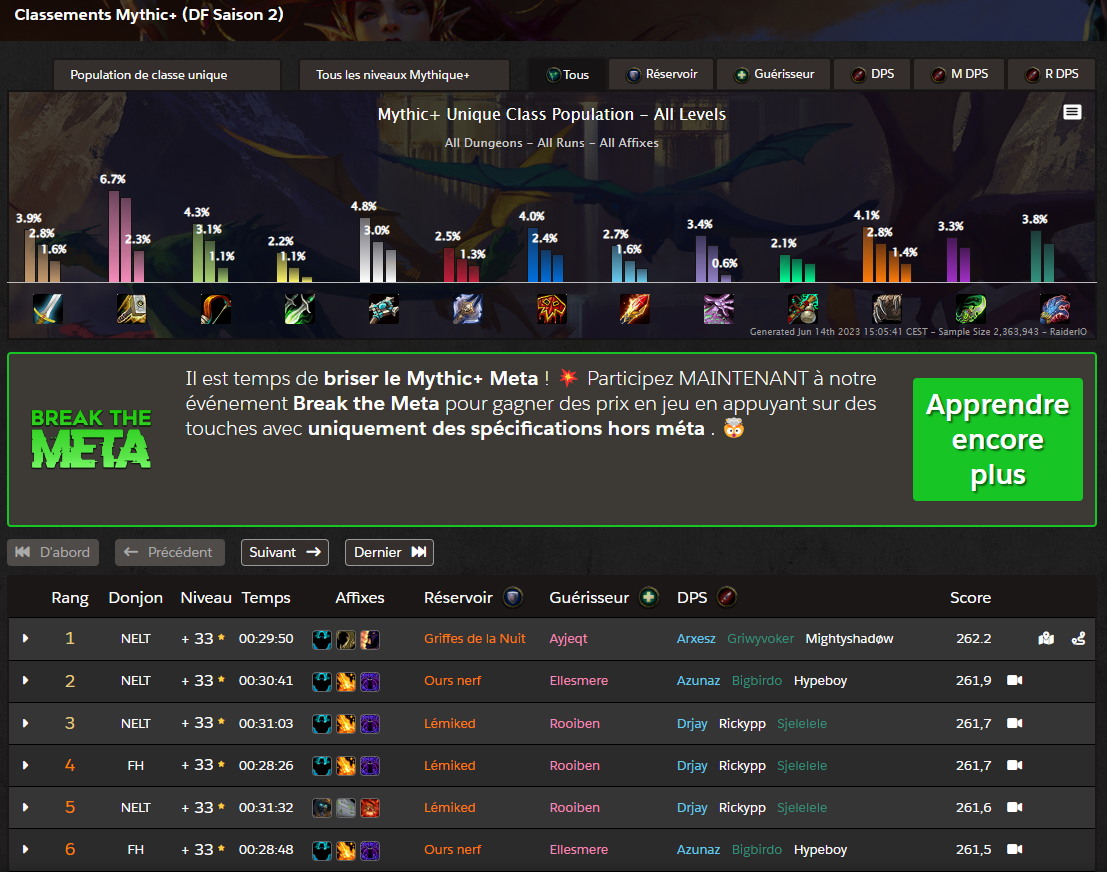 Classements Mythic+ (DF Saison 2)
Population de classe unique
Tous les niveaux Mythique+
Tous
Réservoir
Guérisseur
DPS
M DPS
R DPS
Mythic+ Unique Class Population – All Levels
All Dungeons – All Runs – All Affixes
3.9% 2.8% 1.6%
6.7% 2.3%
4.3% 3.1% 1.1%
2.2% 1.1%
4.8% 3.0%
2.5% 1.3%
4.0% 2.4%
2.7% 1.6%
3.4% 0.6%
2.1%
4.1% 2.8% 1.4%
3.3%
3.8%
Generated Jun 14th 2023 15:05:41 CEST – Sample Size 2,363,943 – RaiderIO
BREAK THE
META
Il est temps de briser le Mythic+ Meta ! 💥 Participez MAINTENANT à notre
événement Break the Meta pour gagner des prix en jeu en appuyant sur des
touches avec uniquement des spécifications hors méta . 🤯
Apprendre
encore
plus
D'abord
Précédent
Suivant
Dernier
Rang Donjon Niveau Temps Affixes Réservoir Guérisseur DPS Score
1 NELT + 33 00:29:50 Griffes de la Nuit Ayjeqt Arxesz Griwyvoker Mightyshadøw 262.2
2 NELT + 33 00:30:41 Ours nerf Ellesmere Azunaz Bigbirdo Hypeboy 261,9
3 NELT + 33 00:31:03 Lémiked Rooiben Drjay Rickypp Sjelelele 261,7
4 FH + 33 00:28:26 Lémiked Rooiben Drjay Rickypp Sjelelele 261,7
5 NELT + 33 00:31:32 Lémiked Rooiben Drjay Rickypp Sjelelele 261,6
6 FH + 33 00:28:48 Ours nerf Ellesmere Azunaz Bigbirdo Hypeboy 261,5